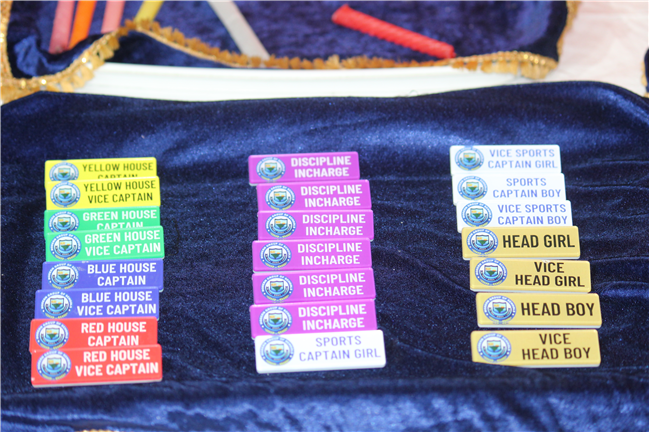 YELLOW HOUSE
CAPTAIN
YELLOW HOUSE
VICE CAPTAIN
GREEN HOUSE
CAPTAIN
GREEN HOUSE
VICE CAPTAIN
BLUE HOUSE
CAPTAIN
BLUE HOUSE
VICE CAPTAIN
RED HOUSE
CAPTAIN
RED HOUSE
VICE CAPTAIN
DISCIPLINE
INCHARGE
DISCIPLINE
INCHARGE
DISCIPLINE
INCHARGE
DISCIPLINE
INCHARGE
DISCIPLINE
INCHARGE
DISCIPLINE
INCHARGE
SPORTS
CAPTAIN GIRL
VICE SPORTS
CAPTAIN GIRL
SPORTS
CAPTAIN BOY
VICE SPORTS
CAPTAIN BOY
HEAD GIRL
VICE
HEAD GIRL
HEAD BOY
VICE
HEAD BOY